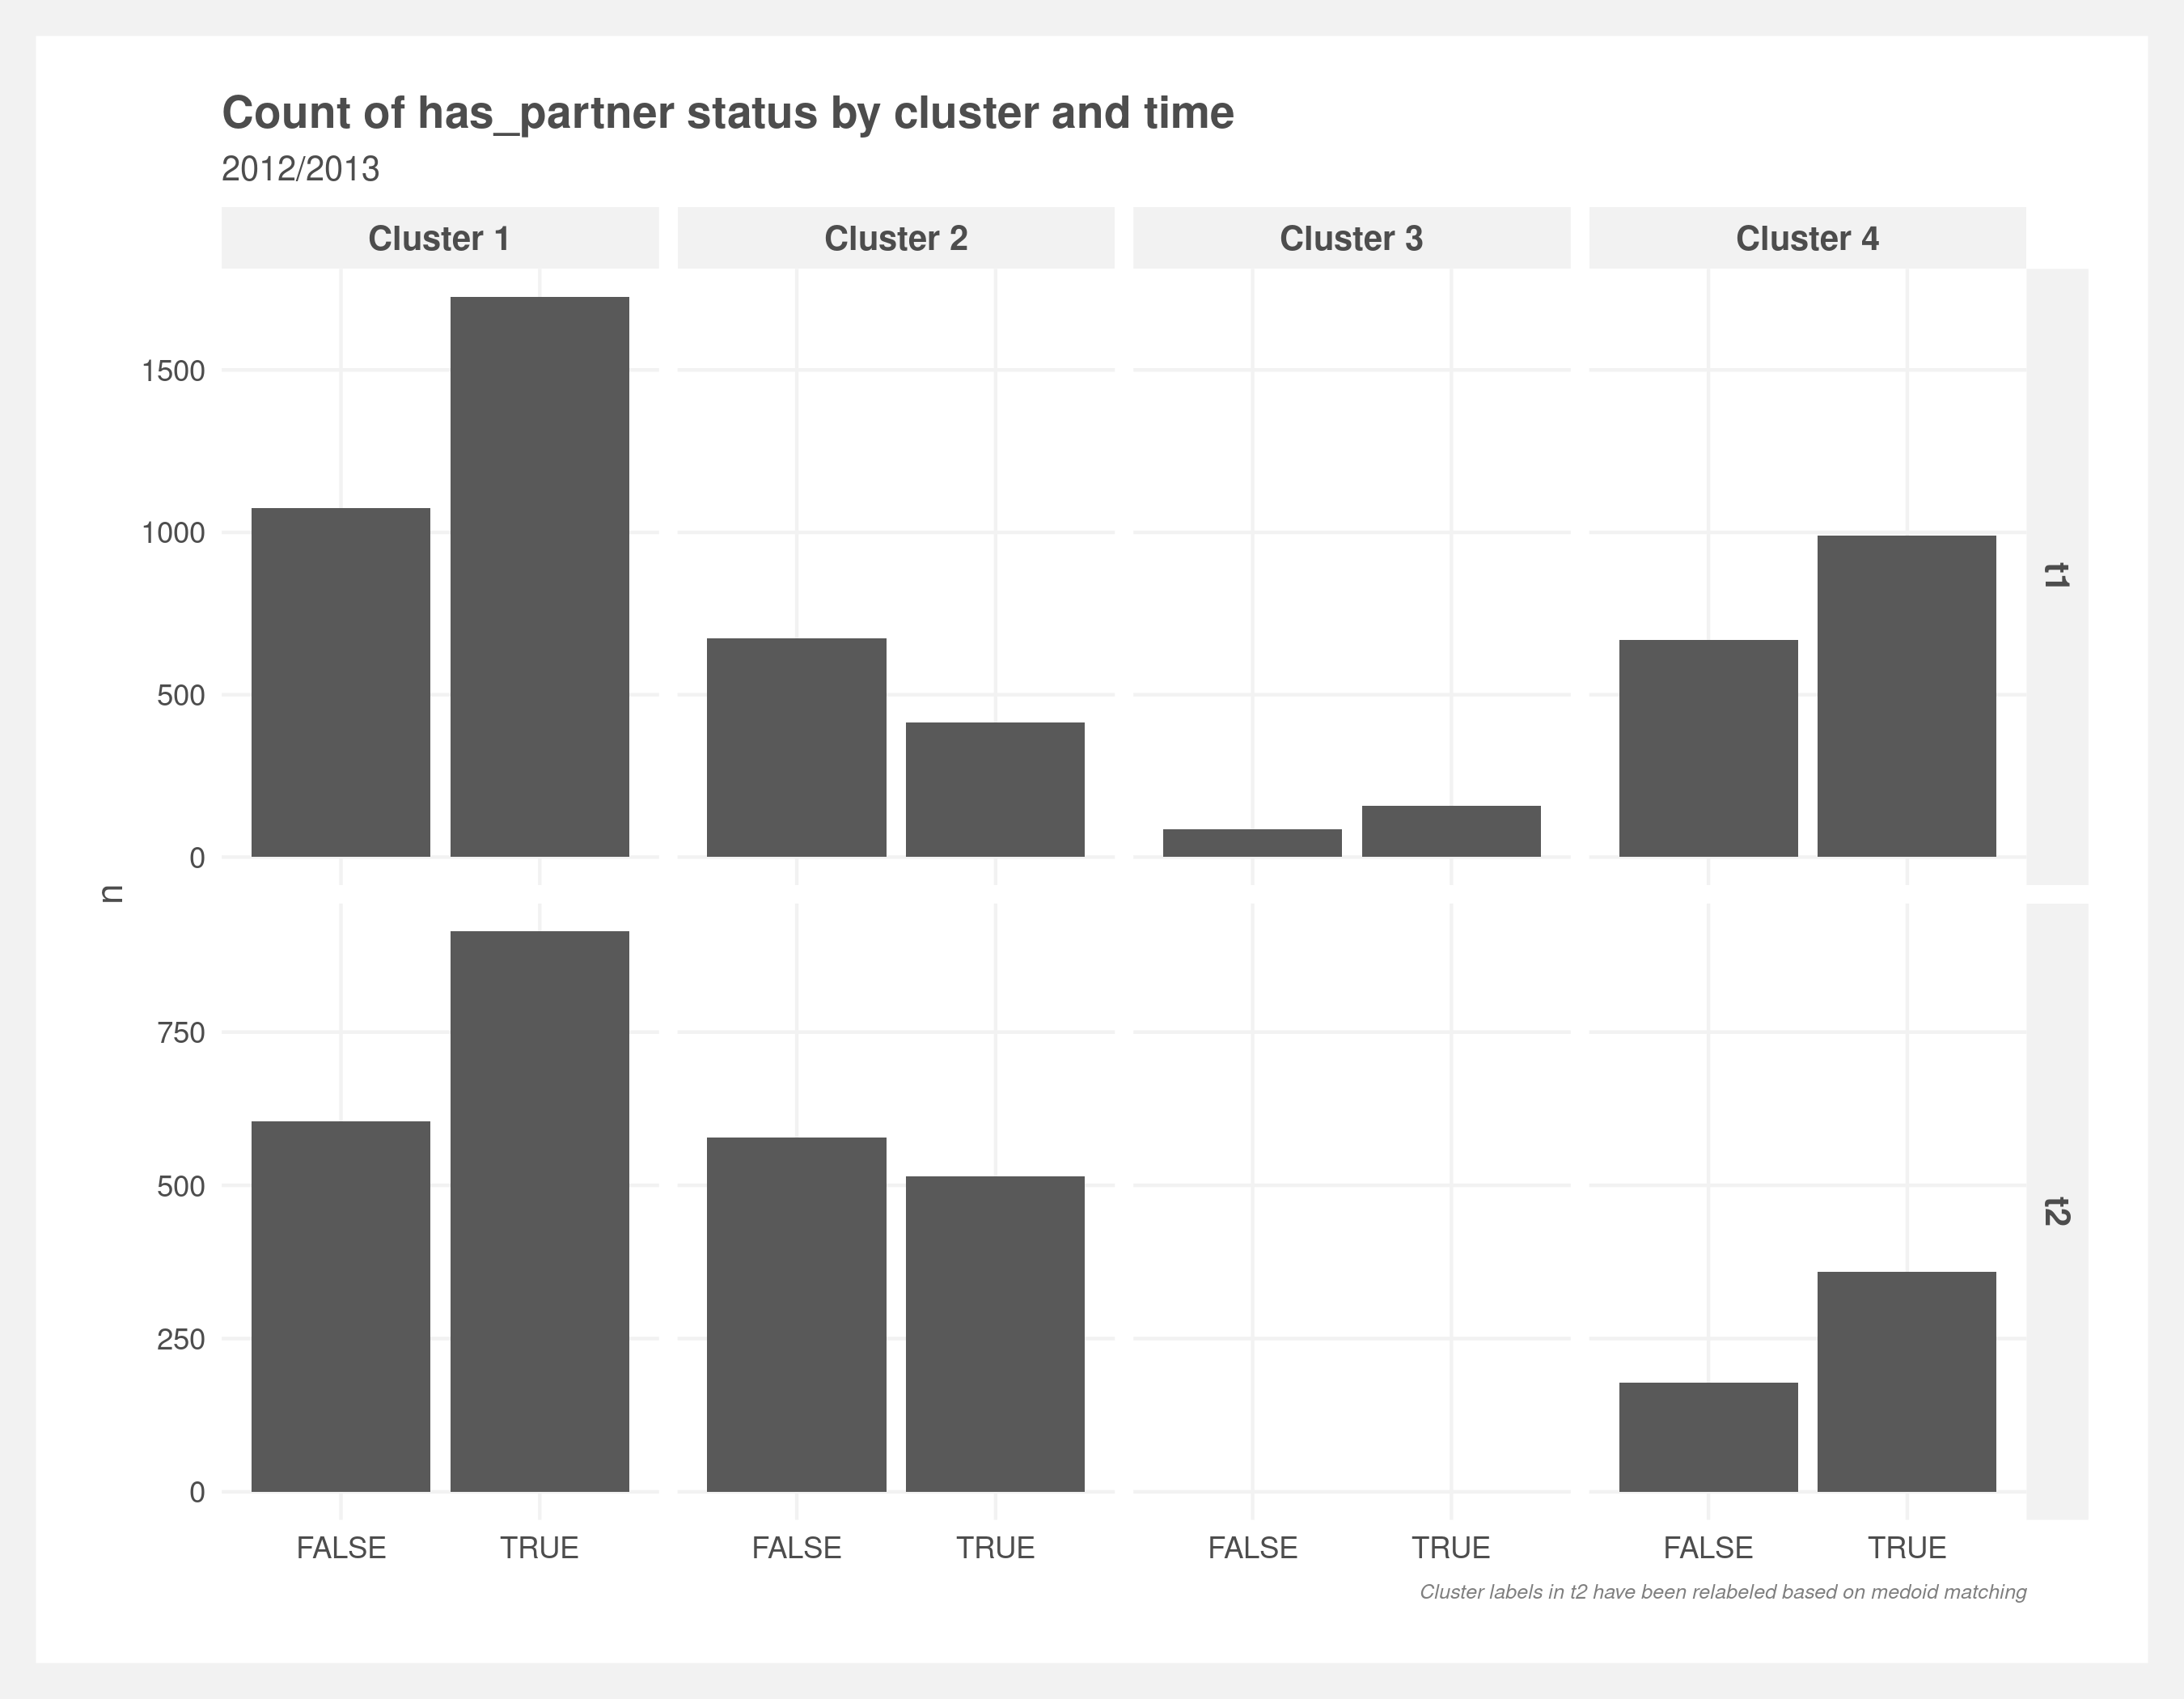 Count of has_partner status by cluster and time
2012/2013
Cluster 1 Cluster 2 Cluster 3 Cluster 4
1500
1000
500
0
t1
n
750
500
250
0
t2
FALSE TRUE FALSE TRUE FALSE TRUE FALSE TRUE
Cluster labels in t2 have been relabeled based on medoid matching